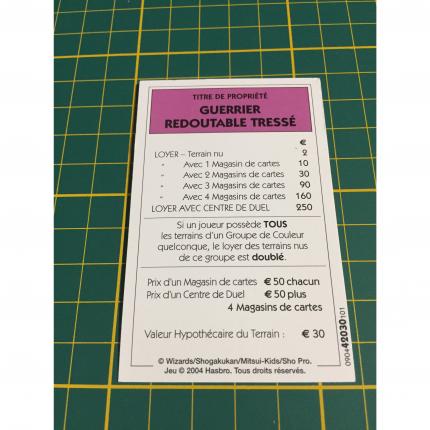 TITRE DE PROPRIÉTÉ
GUERRIER
REDOUTABLE TRESSÉ
€
LOYER – Terrain nu 2
" Avec 1 Magasin de cartes 10
" Avec 2 Magasins de cartes 30
" Avec 3 Magasins de cartes 90
" Avec 4 Magasins de cartes 160
LOYER AVEC CENTRE DE DUEL 250
Si un joueur possède TOUS
les terrains d'un Groupe de Couleur
quelconque, le loyer des terrains nus
de ce groupe est doublé.
Prix d'un Magasin de cartes € 50 chacun
Prix d'un Centre de Duel € 50 plus
4 Magasins de cartes
Valeur Hypothécaire du Terrain : € 30
© Wizards/Shogakukan/Mitsui-Kids/Sho Pro.
Jeu © 2004 Hasbro. Tous droits réservés.
090442030101